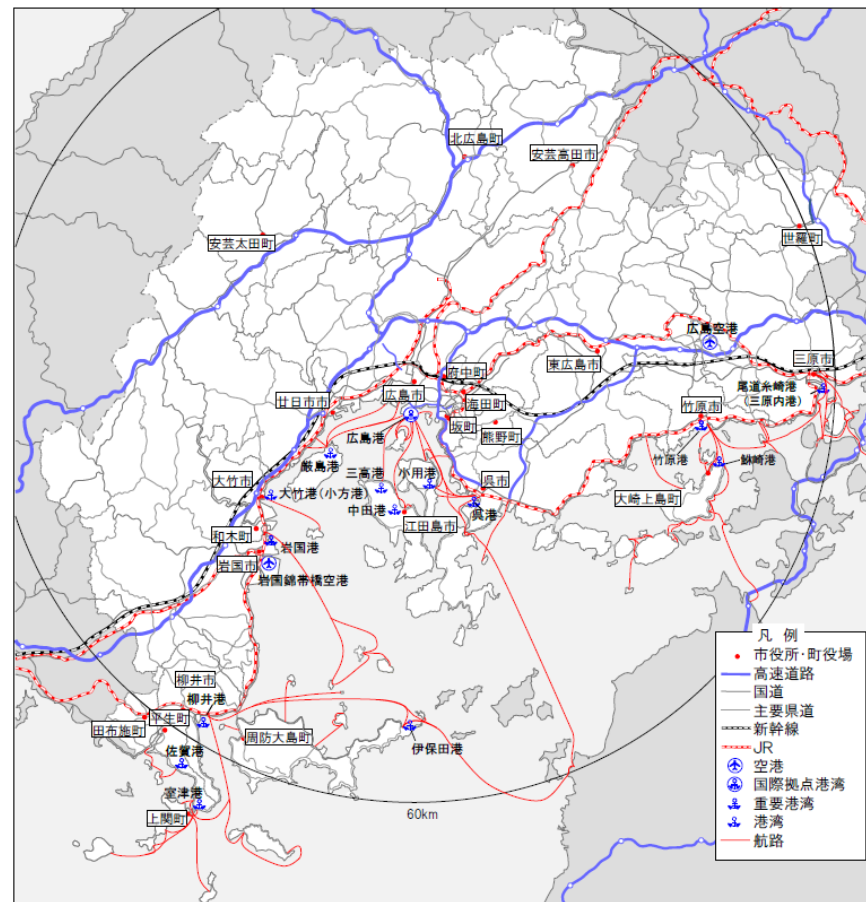 北広島町
安芸高田市
安芸太田町
世羅町
広島空港
三原市
府中町
東広島市
尾道糸崎港
(三原内港)
廿日市市
広島市
海田町
竹原市
坂町
熊野町
広島港
厳島港
竹原港
鮴崎港
三高港
小用港
大竹市
大竹港(小方港)
呉市
大崎上島町
中田港
江田島市
呉港
和木町
岩国港
岩国市
岩国錦帯橋空港
柳井市
柳井港
平生町
田布施町
周防大島町
伊保田港
佐賀港
室津港
上関町
60km
凡 例
市役所・町役場
高速道路
国道
主要県道
新幹線
JR
空港
国際拠点港湾
重要港湾
港湾
航路